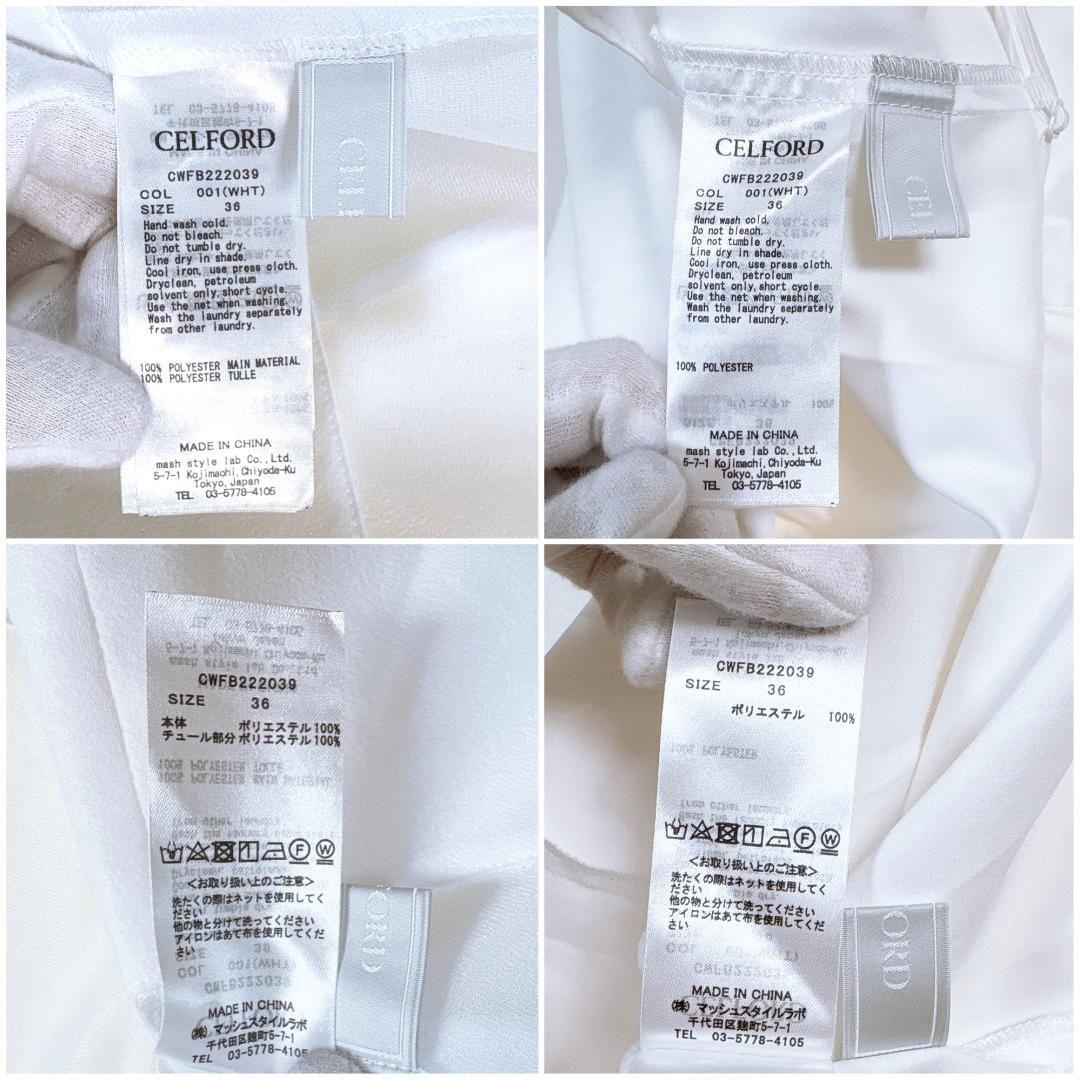 CELFORD
CWFB222039
COL 001(WHT)
SIZE 36
Hand wash cold.
Do not bleach.
Do not tumble dry.
Line dry in shade.
Cool iron, use press cloth.
Dryclean, petroleum
solvent only, short cycle.
Use the net when washing.
Wash the laundry separately
from other laundry.
100% POLYESTER MAIN MATERIAL
100% POLYESTER TULLE
MADE IN CHINA
mash style lab Co.,Ltd.
5-7-1 Kojimachi,Chiyoda-Ku
Tokyo,Japan
TEL 03-5778-4105
CELFORD
CWFB222039
COL 001(WHT)
SIZE 36
Hand wash cold.
Do not bleach.
Do not tumble dry.
Line dry in shade.
Cool iron, use press cloth.
Dryclean, petroleum
solvent only, short cycle.
Use the net when washing.
Wash the laundry separately
from other laundry.
100% POLYESTER
MADE IN CHINA
mash style lab Co.,Ltd.
5-7-1 Kojimachi,Chiyoda-Ku
Tokyo,Japan
TEL 03-5778-4105
CWFB222039
SIZE 36
本体 ポリエステル 100%
チュール部分 ポリエステル 100%
F W
<お取り扱い上のご注意>
洗たくの際はネットを使用してく
ださい
他の物と分けて洗ってください
アイロンはあて布を使用してくだ
さい
MADE IN CHINA
(株) マッシュスタイルラボ
千代田区麹町5-7-1
TEL 03-5778-4105
ORD
CWFB222039
SIZE 36
ポリエステル 100%
F W
<お取り扱い上のご注意>
洗たくの際はネットを使用してく
ださい
他の物と分けて洗ってください
アイロンはあて布を使用してくだ
さい
MADE IN CHINA
(株) マッシュスタイルラボ
千代田区麹町5-7-1
TEL 03-5778-4105
ORD